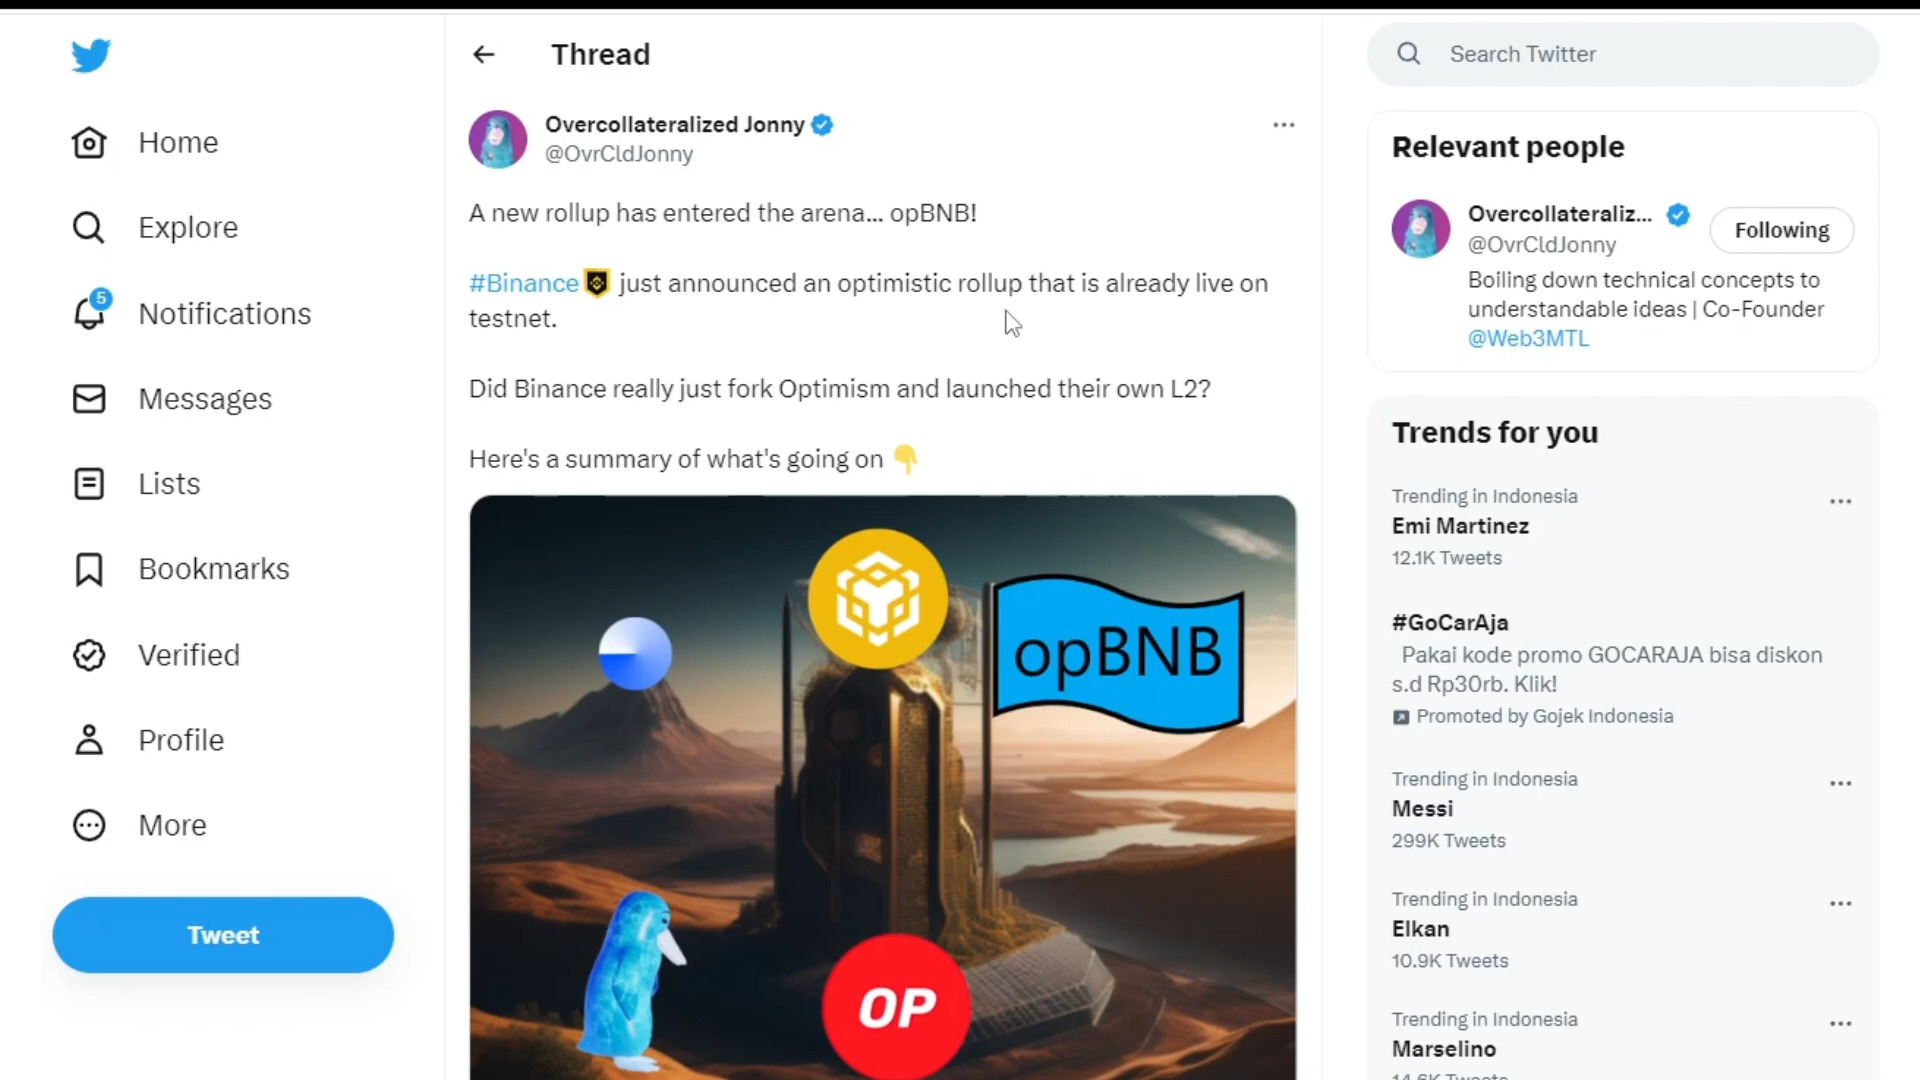 Home
Explore
5
Notifications
Messages
Lists
Bookmarks
Verified
Profile
More
Tweet
Thread
Overcollateralized Jonny
@OvrCldJonny
A new rollup has entered the arena... opBNB!
#Binance just announced an optimistic rollup that is already live on
testnet.
Did Binance really just fork Optimism and launched their own L2?
Here's a summary of what's going on 👇
opBNB
OP
Search Twitter
Relevant people
Overcollateraliz...
@OvrCldJonny
Following
Boiling down technical concepts to
understandable ideas | Co-Founder
@Web3MTL
Trends for you
Trending in Indonesia
Emi Martinez
12.1K Tweets
#GoCarAja
Pakai kode promo GOCARAJA bisa diskon
s.d Rp30rb. Klik!
Promoted by Gojek Indonesia
Trending in Indonesia
Messi
299K Tweets
Trending in Indonesia
Elkan
10.9K Tweets
Trending in Indonesia
Marselino
14.6K Tweets